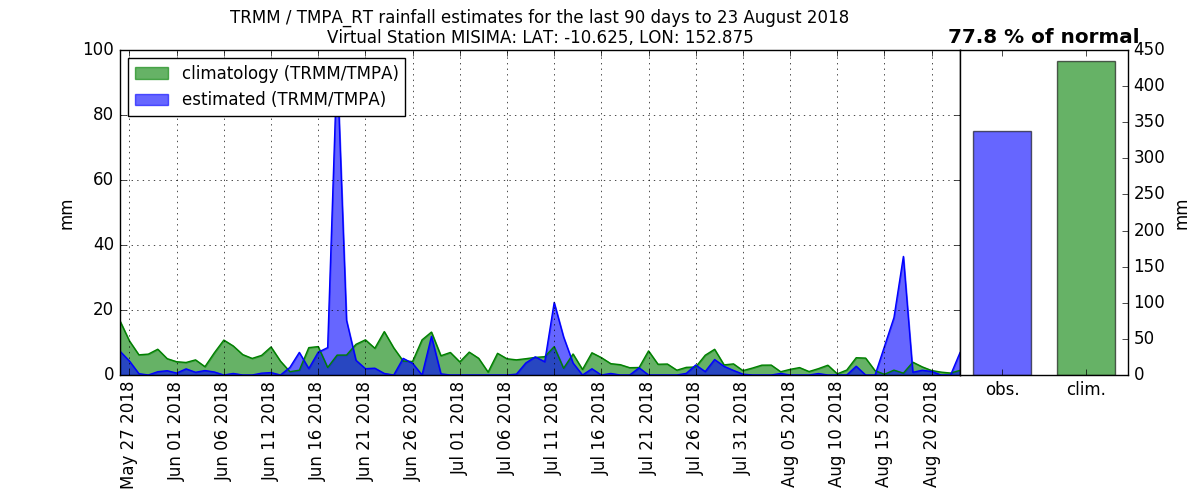 TRMM / TMPA_RT rainfall estimates for the last 90 days to 23 August 2018
Virtual Station MISIMA: LAT: -10.625, LON: 152.875
77.8 % of normal
climatology (TRMM/TMPA)
estimated (TRMM/TMPA)
mm
100
80
60
40
20
0
May 27 2018
Jun 01 2018
Jun 06 2018
Jun 11 2018
Jun 16 2018
Jun 21 2018
Jun 26 2018
Jul 01 2018
Jul 06 2018
Jul 11 2018
Jul 16 2018
Jul 21 2018
Jul 26 2018
Jul 31 2018
Aug 05 2018
Aug 10 2018
Aug 15 2018
Aug 20 2018
obs.
clim.
450
400
350
300
250
200
150
100
50
0
mm